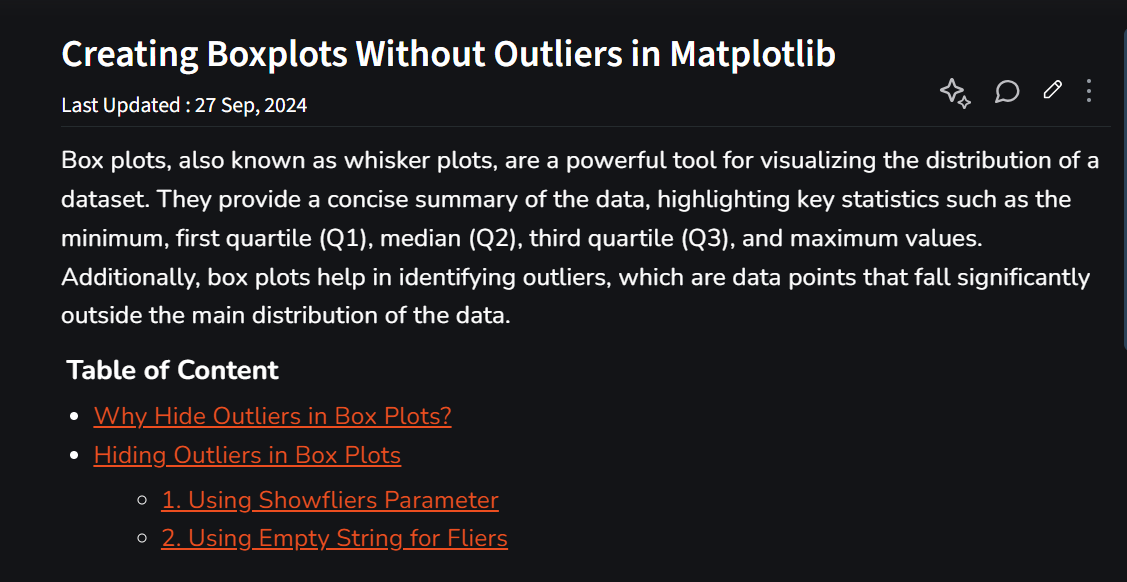 Creating Boxplots Without Outliers in Matplotlib
Last Updated : 27 Sep, 2024
Box plots, also known as whisker plots, are a powerful tool for visualizing the distribution of a
dataset. They provide a concise summary of the data, highlighting key statistics such as the
minimum, first quartile (Q1), median (Q2), third quartile (Q3), and maximum values.
Additionally, box plots help in identifying outliers, which are data points that fall significantly
outside the main distribution of the data.
Table of Content
Why Hide Outliers in Box Plots?
Hiding Outliers in Box Plots
1. Using Showfliers Parameter
2. Using Empty String for Fliers